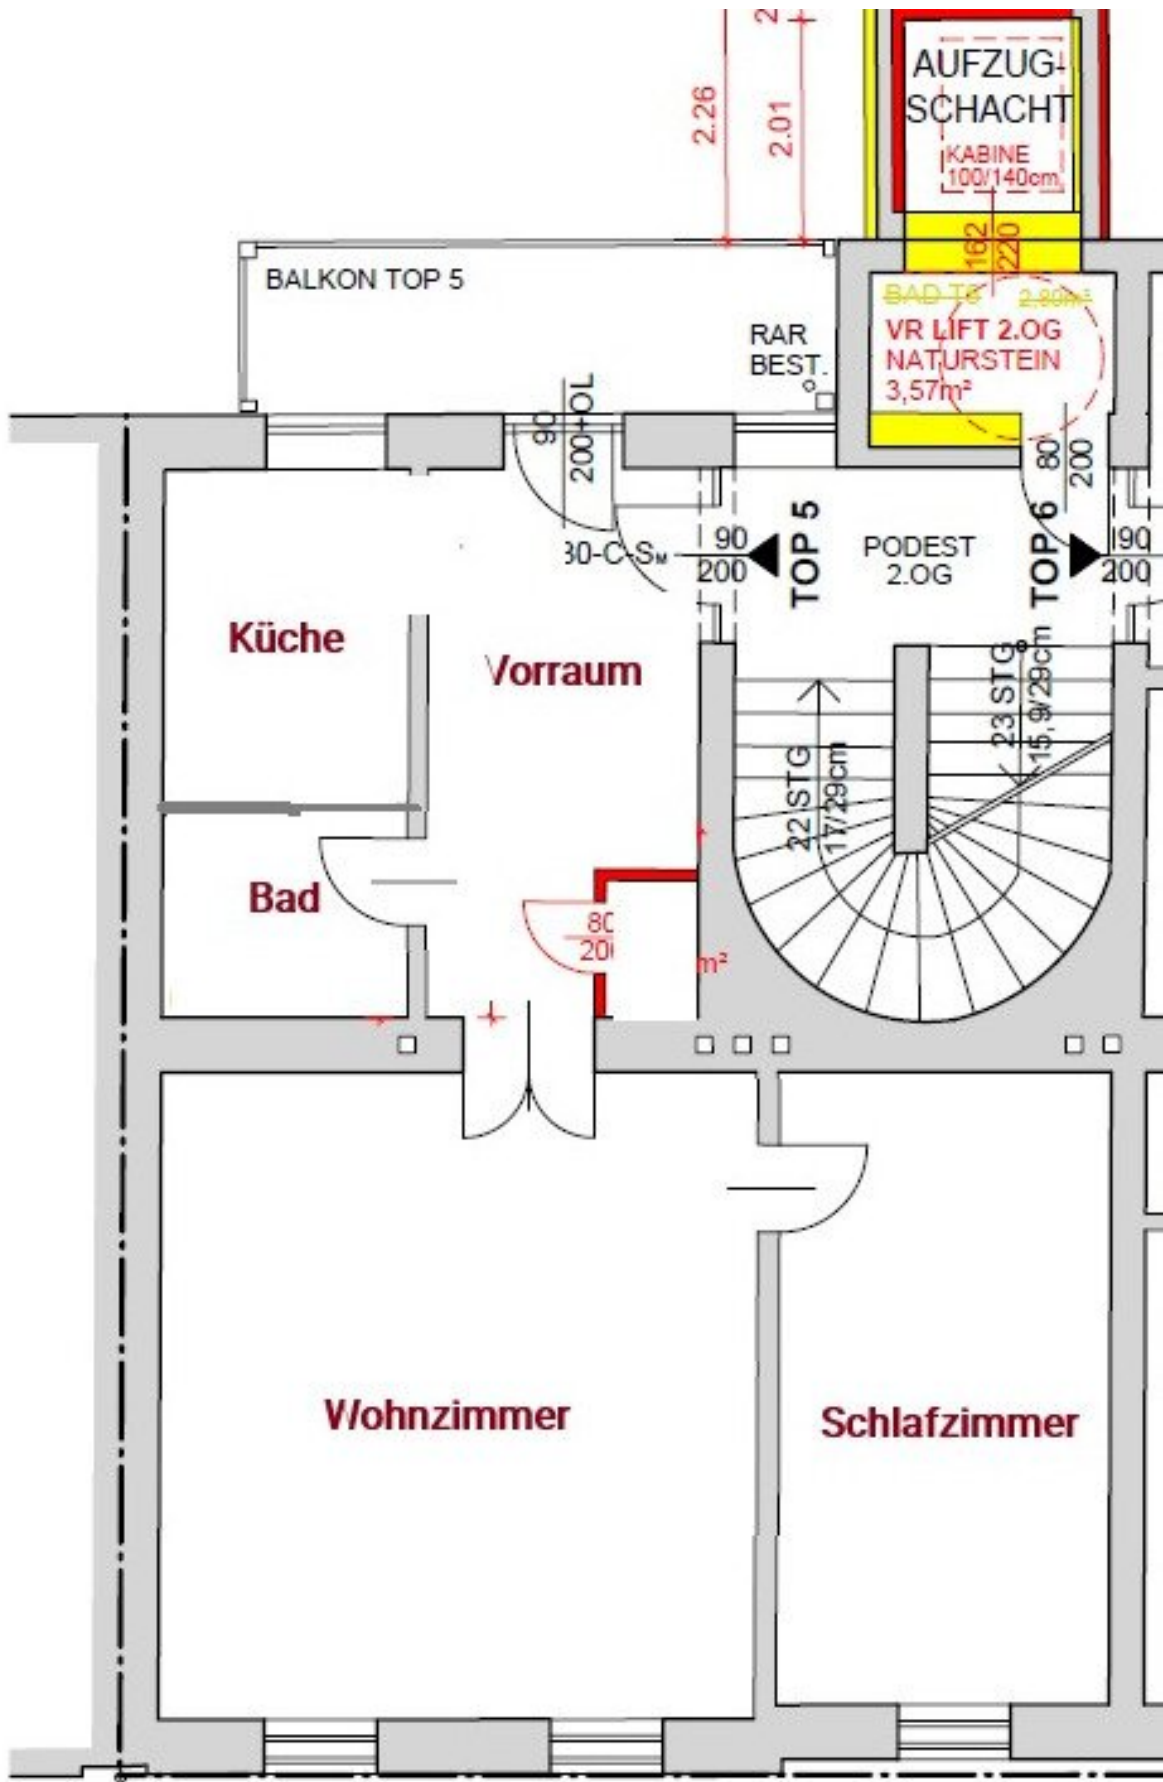 2.26
2.01
AUFZUG-
SCHACHT
KABINE
100/140cm
162
220
BALKON TOP 5
RAR
BEST.
BAD T6 2,80m²
VR LIFT 2.OG
NATURSTEIN
3,57m²
90
200+OL
80
200
30-C-Sм
90
200
TOP 5
PODEST
2.OG
TOP 6
90
200
Küche
Vorraum
22 STG
17/29cm
23 STG
15,9/29cm
Bad
80
m²
Wohnzimmer
Schlafzimmer